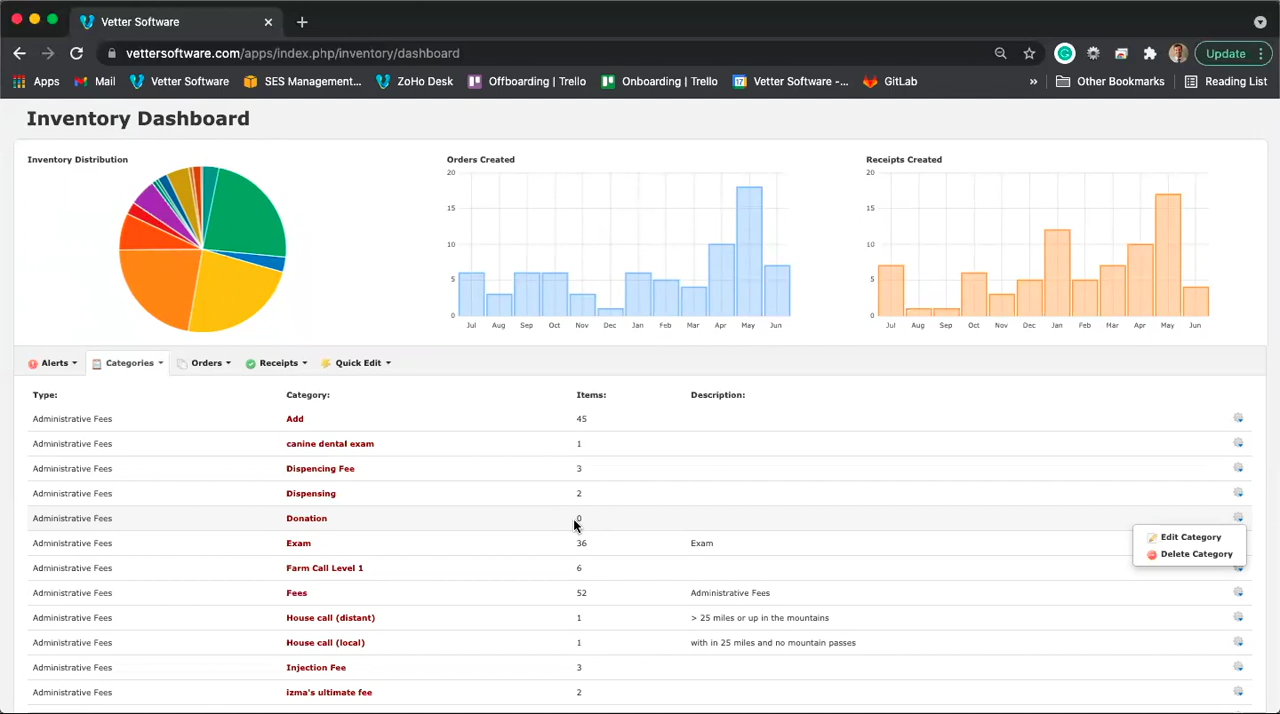 Vetter Software
vettersoftware.com/apps/index.php/inventory/dashboard
Update
Apps
Mail
Vetter Software
SES Management...
ZoHo Desk
Offboarding | Trello
Onboarding | Trello
Vetter Software -...
GitLab
»
Other Bookmarks
Reading List
Inventory Dashboard
Inventory Distribution
Orders Created
20
15
10
5
0
Jul Aug Sep Oct Nov Dec Jan Feb Mar Apr May Jun
Receipts Created
20
15
10
5
0
Jul Aug Sep Oct Nov Dec Jan Feb Mar Apr May Jun
Alerts
Categories
Orders
Receipts
Quick Edit
Type: Category: Items: Description:
Administrative Fees Add 45
Administrative Fees canine dental exam 1
Administrative Fees Dispencing Fee 3
Administrative Fees Dispensing 2
Administrative Fees Donation 0
Edit Category
Delete Category
Administrative Fees Exam 36 Exam
Administrative Fees Farm Call Level 1 6
Administrative Fees Fees 52 Administrative Fees
Administrative Fees House call (distant) 1 > 25 miles or up in the mountains
Administrative Fees House call (local) 1 with in 25 miles and no mountain passes
Administrative Fees Injection Fee 3
Administrative Fees izma's ultimate fee 2